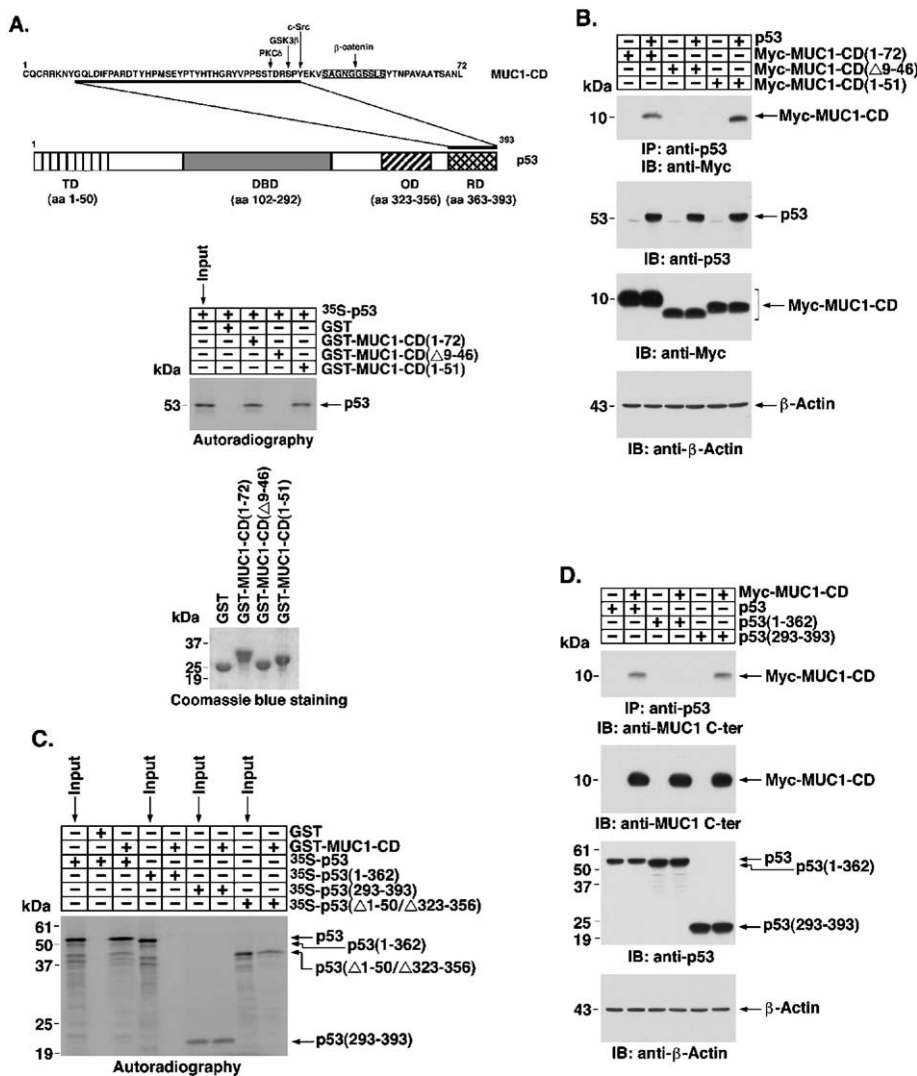 A.
c-Src
GSK3β
PKCδ
β-catenin
1
72
CQCRRKNYGQLDIFPARDTYHPMSEYPTYHTHGRYVPPSSTDRSPYEKVSAGNGGSSLSYTNPAVAATSANL
MUC1-CD
1
393
p53
TD
(aa 1-50)
DBD
(aa 102-292)
OD
(aa 323-356)
RD
(aa 363-393)
Input
+ - + - + - + - + 35S-p53
- + - - - GST
- - + - - GST-MUC1-CD(1-72)
- - - + - GST-MUC1-CD(△9-46)
- - - - + GST-MUC1-CD(1-51)
kDa
53
p53
Autoradiography
GST
GST-MUC1-CD(1-72)
GST-MUC1-CD(△9-46)
GST-MUC1-CD(1-51)
kDa
37
25
19
Coomassie blue staining
B.
- + - + - + p53
+ + - - - - Myc-MUC1-CD(1-72)
- - + + - - Myc-MUC1-CD(△9-46)
- - - - + + Myc-MUC1-CD(1-51)
kDa
10
Myc-MUC1-CD
IP: anti-p53
IB: anti-Myc
53
p53
IB: anti-p53
10
Myc-MUC1-CD
IB: anti-Myc
43
β-Actin
IB: anti-β-Actin
C.
Input
Input
Input
Input
- + - - - - - - - GST
- - + - + - + - + GST-MUC1-CD
+ + + - - - - - - 35S-p53
- - - + + - - - - 35S-p53(1-362)
- - - - - + + - - 35S-p53(293-393)
- - - - - - - + + 35S-p53(△1-50/△323-356)
kDa
61
50
37
25
19
p53
p53(1-362)
p53(△1-50/△323-356)
p53(293-393)
Autoradiography
D.
- + - + - + Myc-MUC1-CD
+ + - - - - p53
- - + + - - p53(1-362)
- - - - + + p53(293-393)
kDa
10
Myc-MUC1-CD
IP: anti-p53
IB: anti-MUC1 C-ter
10
Myc-MUC1-CD
IB: anti-MUC1 C-ter
61
50
37
25
19
p53
p53(1-362)
p53(293-393)
IB: anti-p53
43
β-Actin
IB: anti-β-Actin